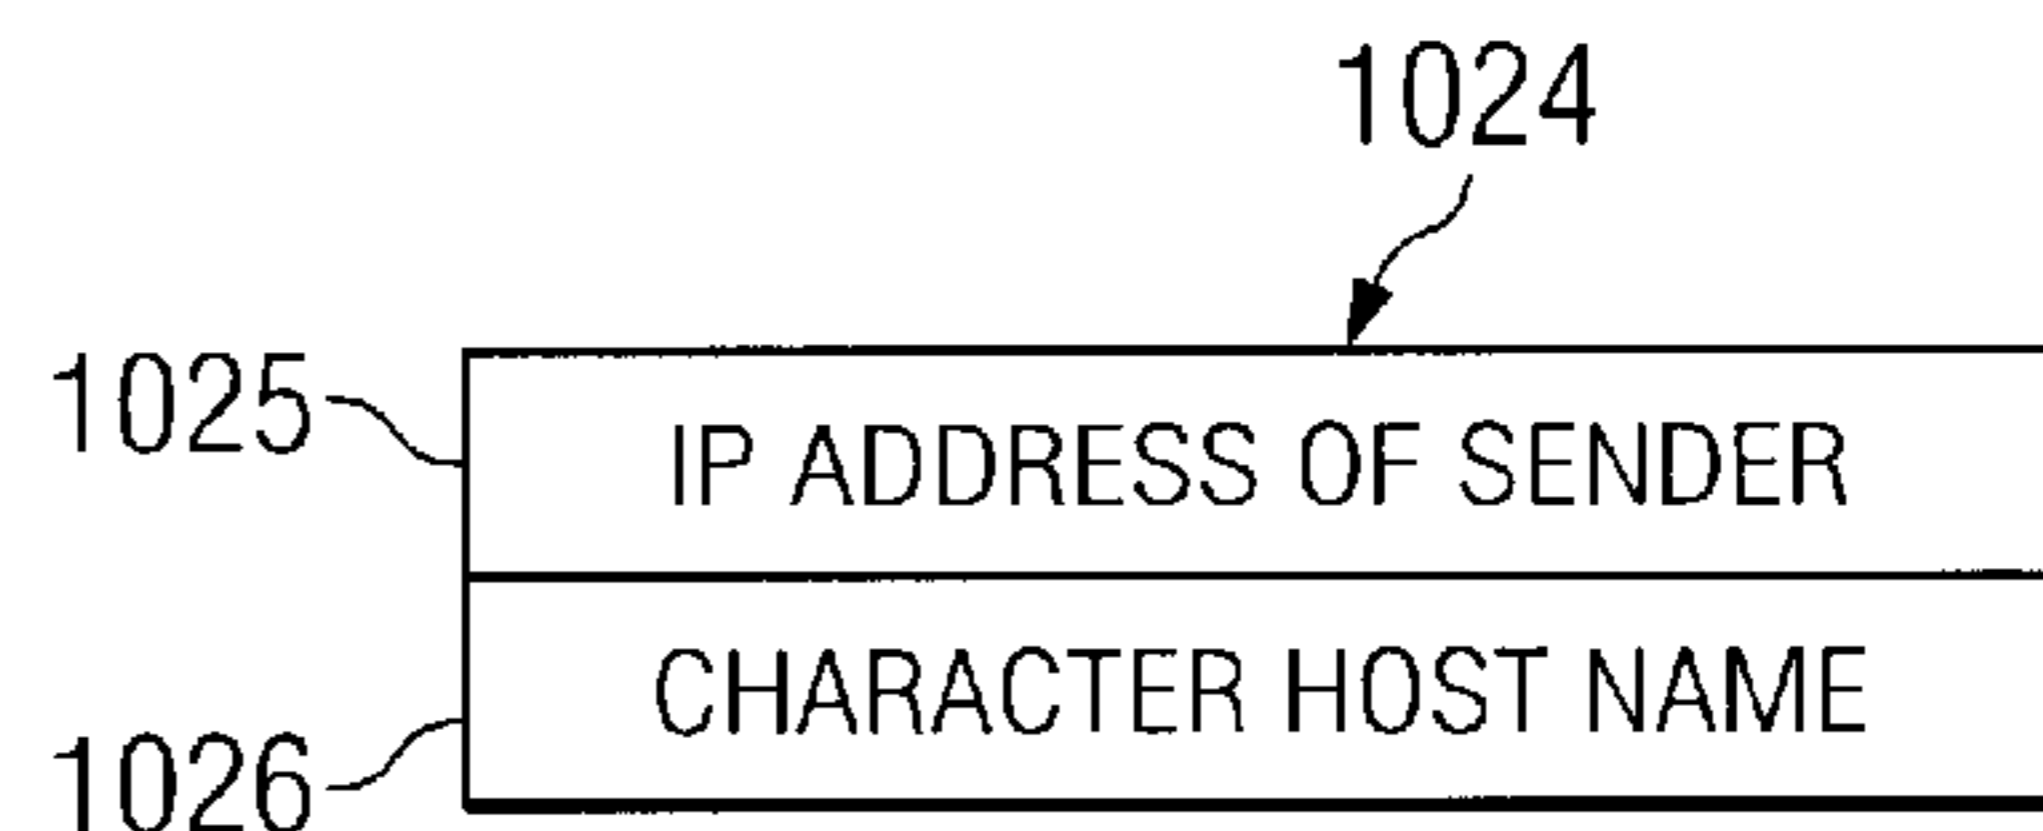 1024
1025
IP ADDRESS OF SENDER
CHARACTER HOST NAME
1026